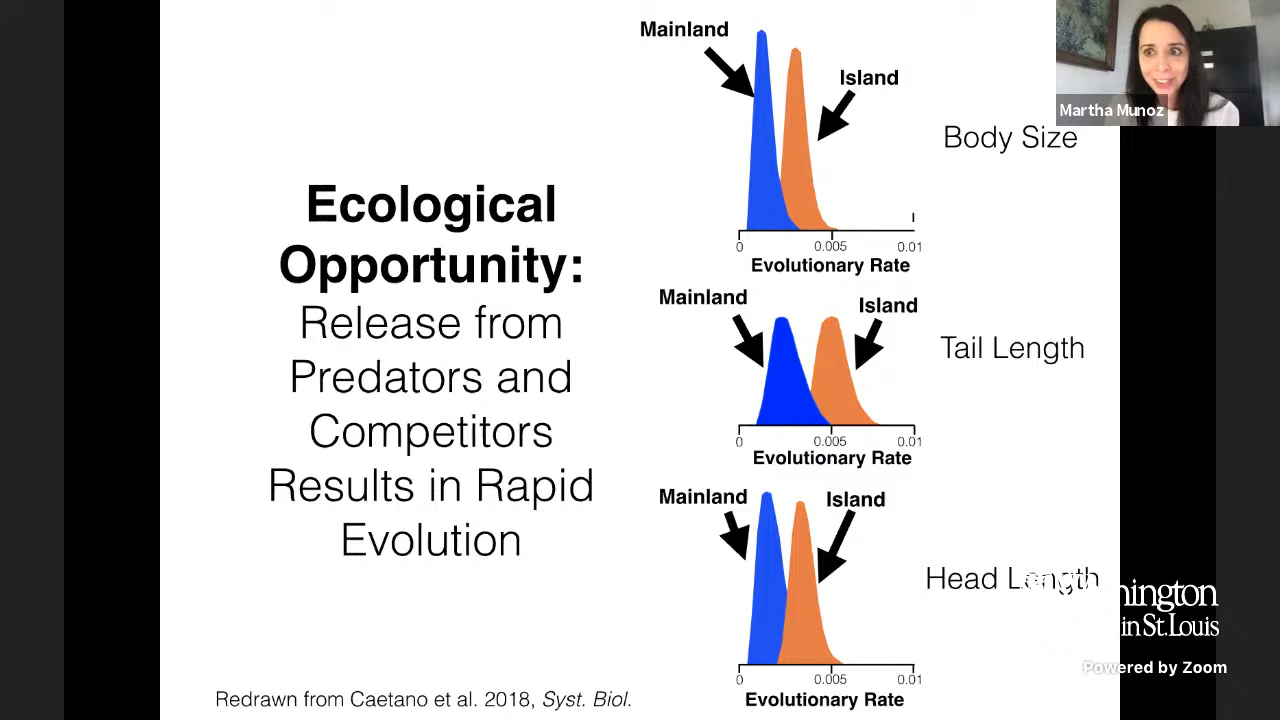 Ecological
Opportunity:
Release from
Predators and
Competitors
Results in Rapid
Evolution
Mainland
Island
Body Size
0
0.005
0.01
Evolutionary Rate
Mainland
Island
Tail Length
0
0.005
0.01
Evolutionary Rate
Mainland
Island
Head Length
0
0.005
0.01
Evolutionary Rate
Redrawn from Caetano et al. 2018, Syst. Biol.
Martha Munoz
in St. Louis
Powered by Zoom